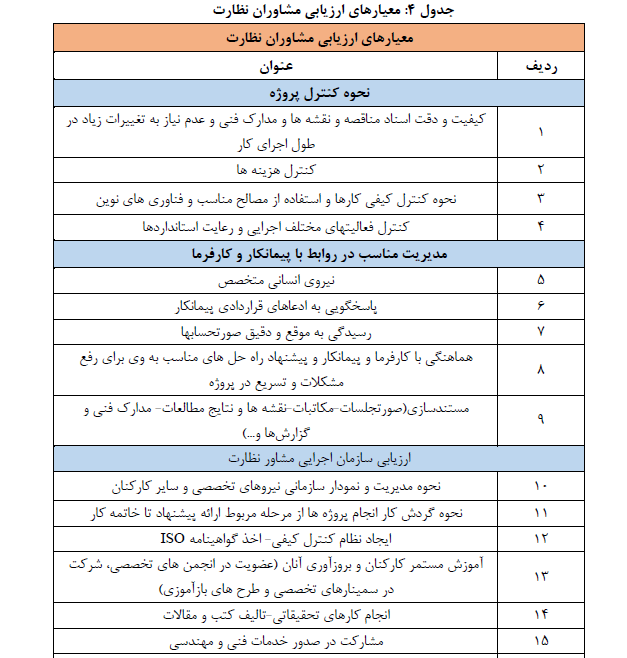 جدول ۴: معیارهای ارزیابی مشاوران نظارت
معیارهای ارزیابی مشاوران نظارت
ردیف عنوان
نحوه کنترل پروژه
۱ کیفیت و دقت اسناد مناقصه و نقشه ها و مدارک فنی و عدم نیاز به تغییرات زیاد در
طول اجرای کار
۲ کنترل هزینه ها
۳ نحوه کنترل کیفی کارها و استفاده از مصالح مناسب و فناوری های نوین
۴ کنترل فعالیتهای مختلف اجرایی و رعایت استانداردها
مدیریت مناسب در روابط با پیمانکار و کارفرما
۵ نیروی انسانی متخصص
۶ پاسخگویی به ادعاهای قراردادی پیمانکار
۷ رسیدگی به موقع و دقیق صورتحسابها
۸ هماهنگی با کارفرما و پیمانکار و پیشنهاد راه حل های مناسب به وی برای رفع
مشکلات و تسریع در پروژه
۹ مستندسازی(صورتجلسات-مکاتبات-نقشه ها و نتایج مطالعات- مدارک فنی و
گزارش‌ها و...)
ارزیابی سازمان اجرایی مشاور نظارت
۱۰ نحوه مدیریت و نمودار سازمانی نیروهای تخصصی و سایر کارکنان
۱۱ نحوه گردش کار انجام پروژه ها از مرحله مربوط ارائه پیشنهاد تا خاتمه کار
۱۲ ایجاد نظام کنترل کیفی- اخذ گواهینامه ISO
۱۳ آموزش مستمر کارکنان و بروزآوری آنان (عضویت در انجمن های تخصصی، شرکت
در سمینارهای تخصصی و طرح های بازآموزی)
۱۴ انجام کارهای تحقیقاتی-تالیف کتب و مقالات
۱۵ مشارکت در صدور خدمات فنی و مهندسی